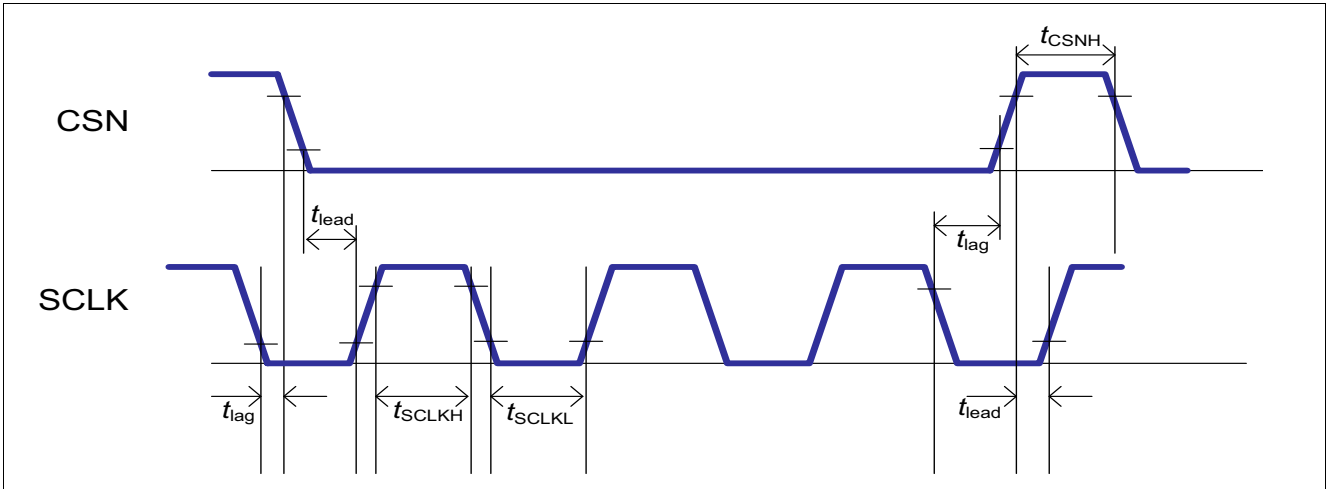 tCSNH
CSN
tlead
tlag
SCLK
tlag
tSCLKH
tSCLKL
tlead